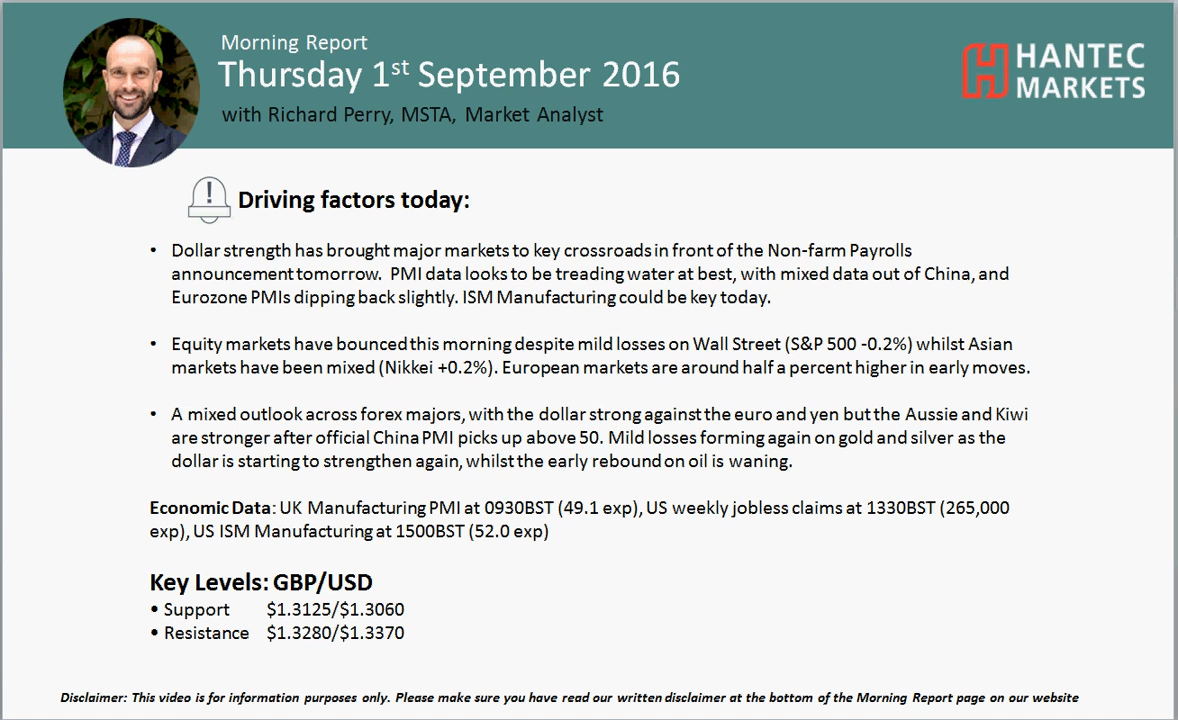 Morning Report
Thursday 1st September 2016
with Richard Perry, MSTA, Market Analyst
HANTEC
MARKETS
! Driving factors today:
• Dollar strength has brought major markets to key crossroads in front of the Non-farm Payrolls
announcement tomorrow. PMI data looks to be treading water at best, with mixed data out of China, and
Eurozone PMIs dipping back slightly. ISM Manufacturing could be key today.
• Equity markets have bounced this morning despite mild losses on Wall Street (S&P 500 -0.2%) whilst Asian
markets have been mixed (Nikkei +0.2%). European markets are around half a percent higher in early moves.
• A mixed outlook across forex majors, with the dollar strong against the euro and yen but the Aussie and Kiwi
are stronger after official China PMI picks up above 50. Mild losses forming again on gold and silver as the
dollar is starting to strengthen again, whilst the early rebound on oil is waning.
Economic Data: UK Manufacturing PMI at 0930BST (49.1 exp), US weekly jobless claims at 1330BST (265,000
exp), US ISM Manufacturing at 1500BST (52.0 exp)
Key Levels: GBP/USD
• Support $1.3125/$1.3060
• Resistance $1.3280/$1.3370
Disclaimer: This video is for information purposes only. Please make sure you have read our written disclaimer at the bottom of the Morning Report page on our website